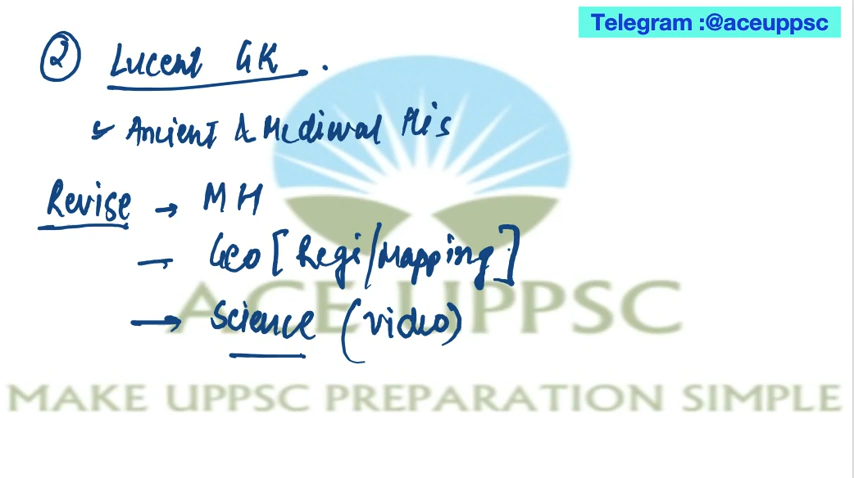 Telegram :@aceuppsc
② Lucent GK .
✓ Ancient & Mediwal His
Revise → MH
— Geo [Regi/Mapping]
→ Science (video)
ACE UPPSC
MAKE UPPSC PREPARATION SIMPLE